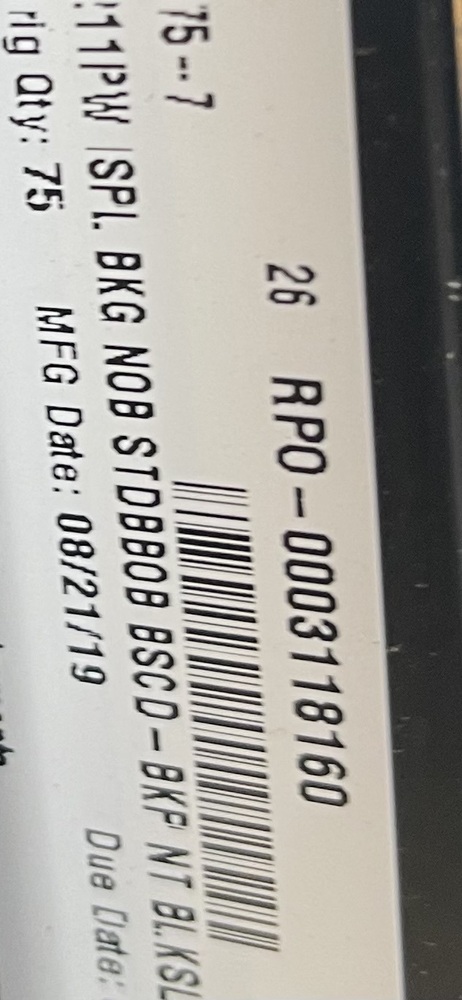 26 RPO-0003118160
75--7
:11PW ISPL BKG NOB STDBBOB BSCD-BKP NT BLKSL
rig Qty: 75 MFG Date: 08/21/19 Due Date: